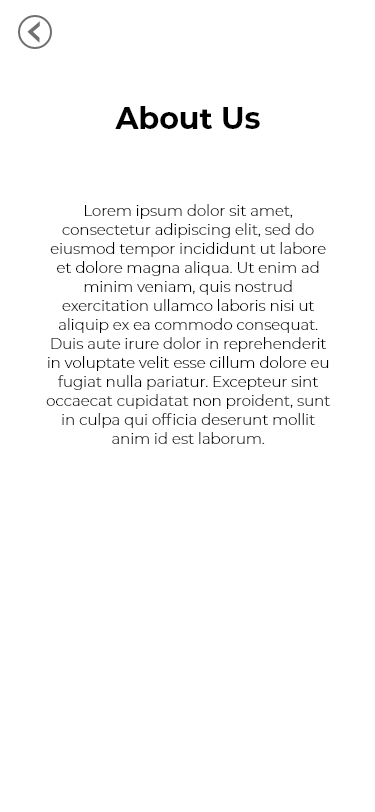 About Us
Lorem ipsum dolor sit amet,
consectetur adipiscing elit, sed do
eiusmod tempor incididunt ut labore
et dolore magna aliqua. Ut enim ad
minim veniam, quis nostrud
exercitation ullamco laboris nisi ut
aliquip ex ea commodo consequat.
Duis aute irure dolor in reprehenderit
in voluptate velit esse cillum dolore eu
fugiat nulla pariatur. Excepteur sint
occaecat cupidatat non proident, sunt
in culpa qui officia deserunt mollit
anim id est laborum.